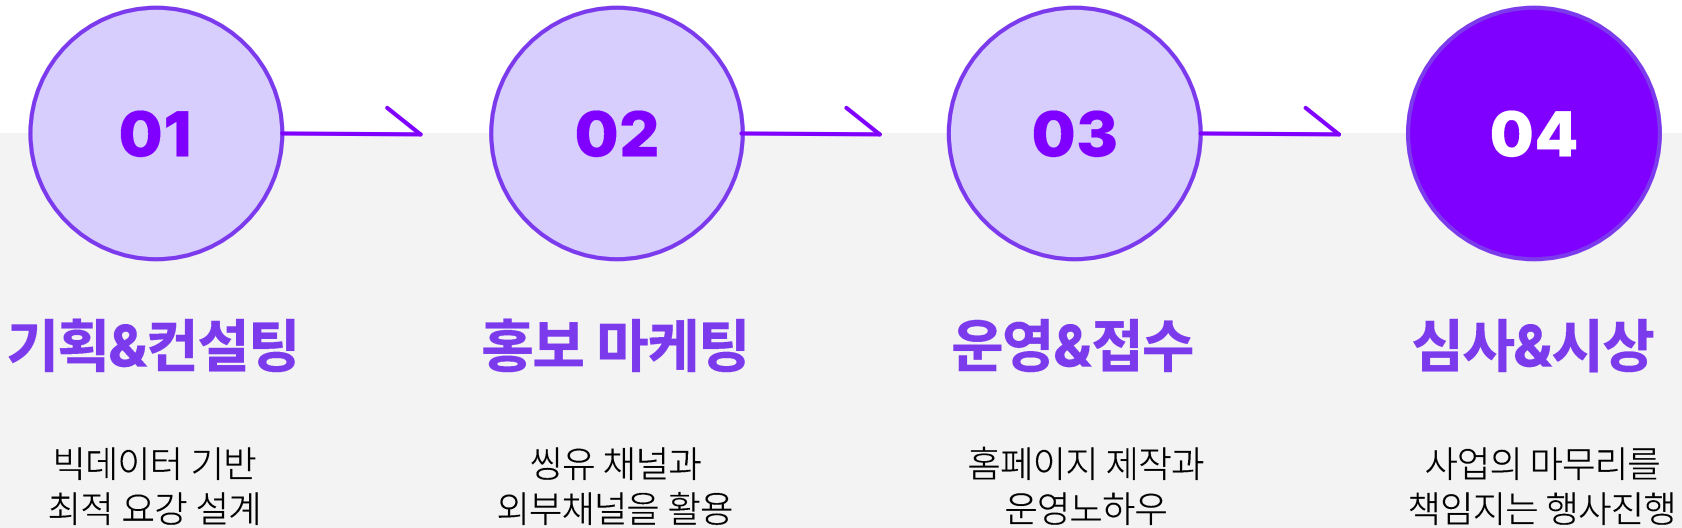 01
02
03
04
기획&컨설팅
홍보 마케팅
운영&접수
심사&시상
빅데이터 기반
최적 요강 설계
씽유 채널과
외부채널을 활용
홈페이지 제작과
운영노하우
사업의 마무리를
책임지는 행사진행